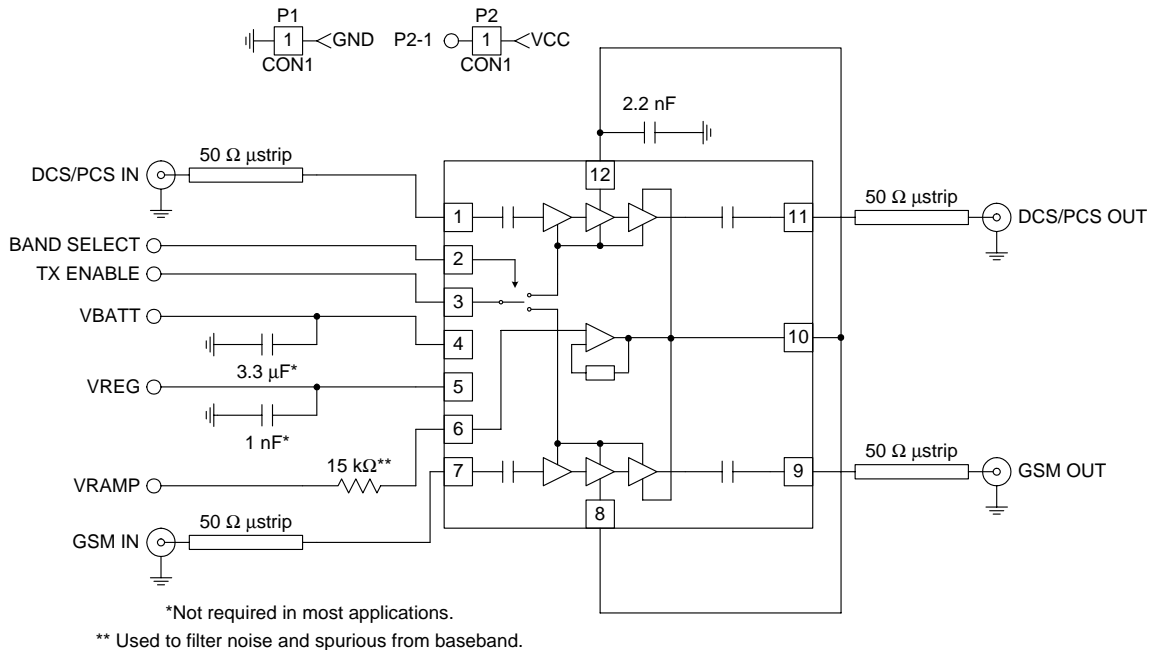 P1
1
GND
CON1
P2
P2-1
1
VCC
CON1
2.2 nF
50 Ω μstrip
DCS/PCS IN
12
1
11
50 Ω μstrip
DCS/PCS OUT
BAND SELECT
2
TX ENABLE
3
VBATT
4
10
3.3 μF*
VREG
5
1 nF*
6
15 kΩ**
VRAMP
7
9
50 Ω μstrip
GSM OUT
8
50 Ω μstrip
GSM IN
*Not required in most applications.
** Used to filter noise and spurious from baseband.